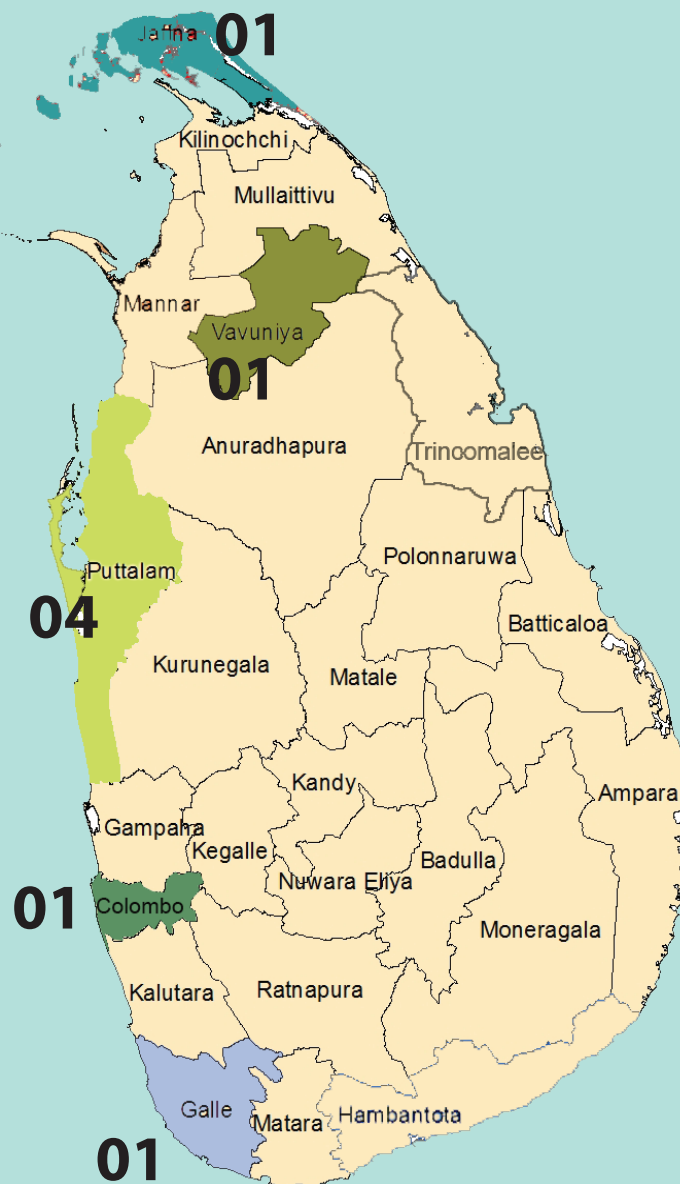 Jaffna
01
Kilinochchi
Mullaittivu
Mannar
Vavuniya
01
Anuradhapura
Trincomalee
Polonnaruwa
Puttalam
04
Batticaloa
Kurunegala
Matale
Kandy
Ampara
Gampaha
Kegalle
Badulla
Nuwara Eliya
01
Colombo
Moneragala
Kalutara
Ratnapura
Galle
Matara
Hambantota
01